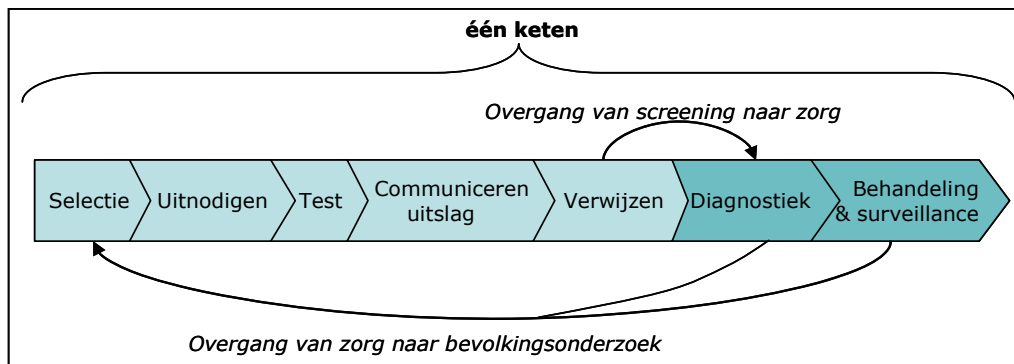 één keten
Overgang van screening naar zorg
Selectie
Uitnodigen
Test
Communiceren
uitslag
Verwijzen
Diagnostiek
Behandeling
& surveillance
Overgang van zorg naar bevolkingsonderzoek